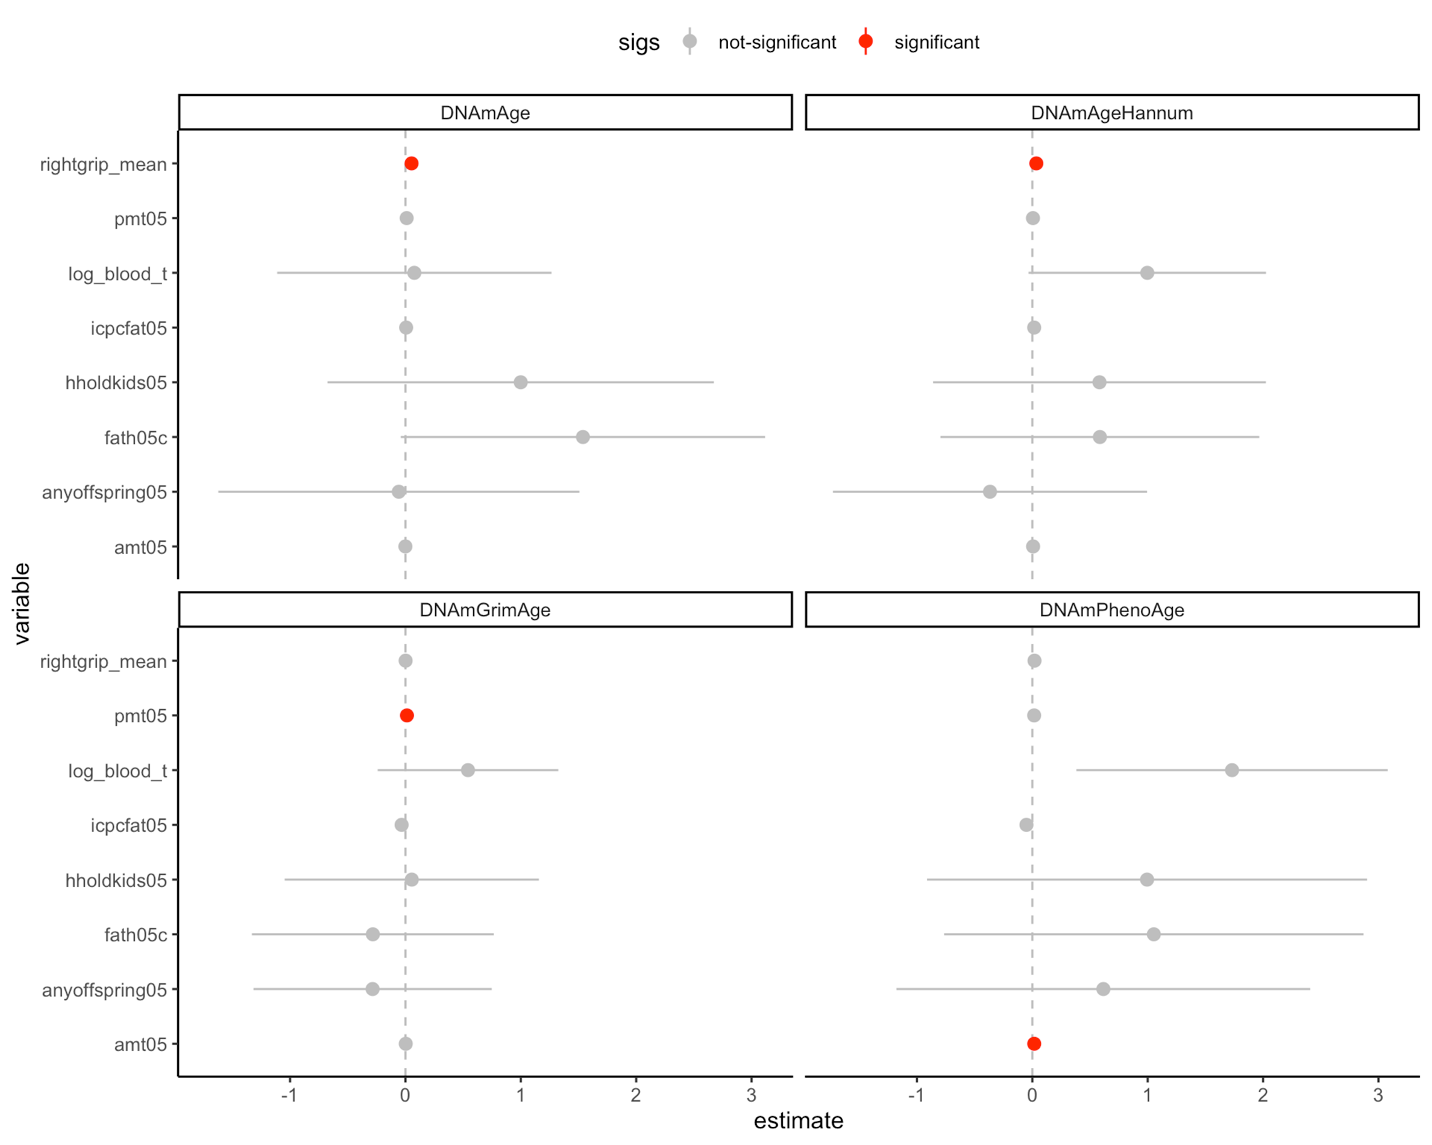 sigs not-significant significant
DNAmAge DNAmAgeHannum
rightgrip_mean
pmt05
log_blood_t
icpcfat05
hholdkids05
fath05c
anyoffspring05
amt05
variable
DNAmGrimAge DNAmPhenoAge
rightgrip_mean
pmt05
log_blood_t
icpcfat05
hholdkids05
fath05c
anyoffspring05
amt05
-1 0 1 2 3 -1 0 1 2 3
estimate